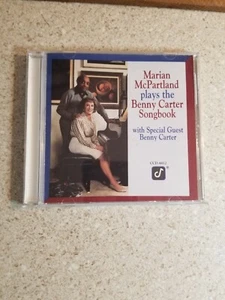 Marian
McPartland
plays the
Benny Carter
Songbook
with Special Guest
Benny Carter